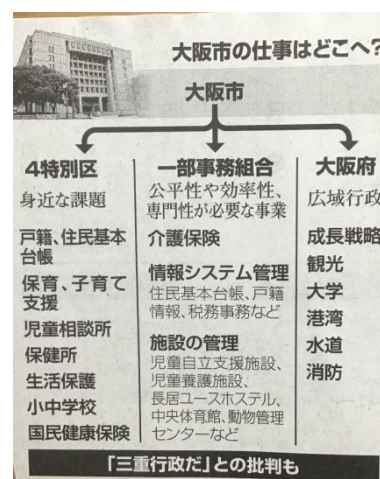 大阪市の仕事はどこへ?
大阪市
4特別区
身近な課題
戸籍、住民基本
台帳
保育、子育て
支援
児童相談所
保健所
生活保護
小中学校
国民健康保険
一部事務組合
公平性や効率性、
専門性が必要な事業
介護保険
情報システム管理
住民基本台帳、戸籍
情報、税務事務など
施設の管理
児童自立支援施設、
児童養護施設、
長居ユースホステル、
中央体育館、動物管理
センターなど
大阪府
広域行政
成長戦略
観光
大学
港湾
水道
消防
「三重行政だ」との批判も